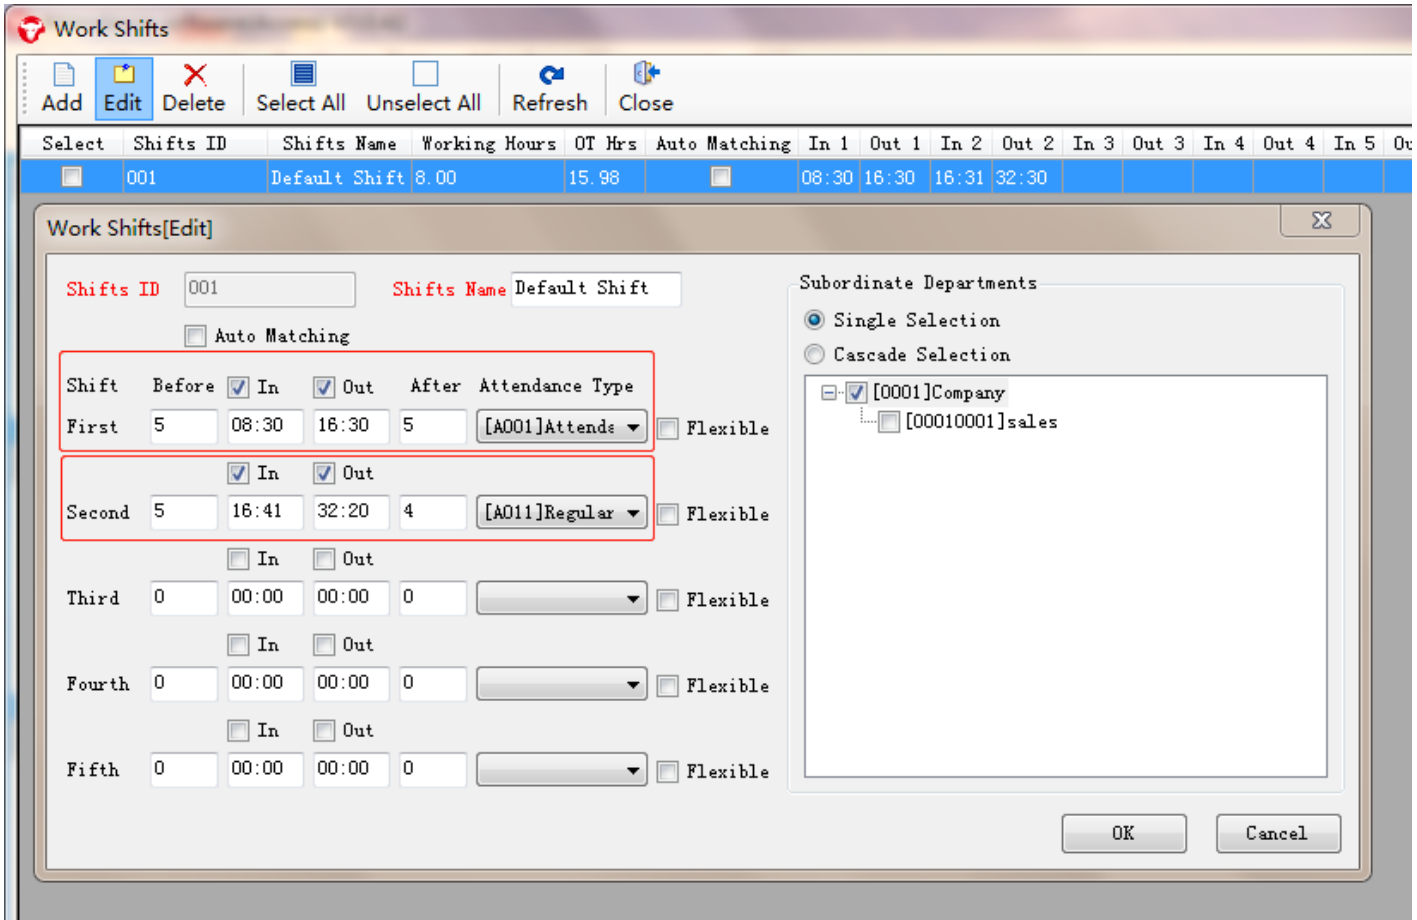 Work Shifts
Add Edit Delete Select All Unselect All Refresh Close
Select Shifts ID Shifts Name Working Hours OT Hrs Auto Matching In 1 Out 1 In 2 Out 2 In 3 Out 3 In 4 Out 4 In 5 Ou
001 Default Shift 8.00 15.98 08:30 16:30 16:31 32:30
Work Shifts[Edit]
Shifts ID 001 Shifts Name Default Shift
Auto Matching
Shift Before In Out After Attendance Type
First 5 08:30 16:30 5 [A001]Attenda Flexible
In Out
Second 5 16:41 32:20 4 [A011]Regular Flexible
In Out
Third 0 00:00 00:00 0 Flexible
In Out
Fourth 0 00:00 00:00 0 Flexible
In Out
Fifth 0 00:00 00:00 0 Flexible
Subordinate Departments
Single Selection
Cascade Selection
[0001]Company
[00010001]sales
OK Cancel